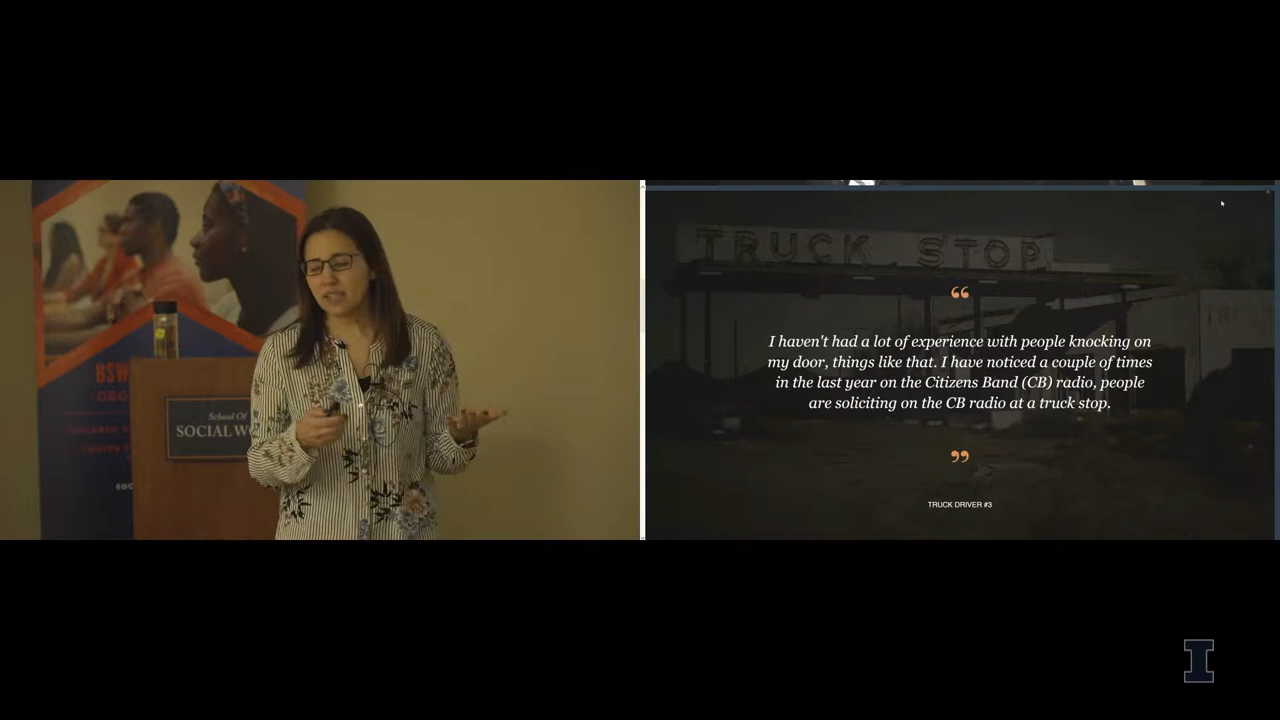 BSW
School Of
SOCIAL WO
TRUCK STOP
“
I haven't had a lot of experience with people knocking on
my door, things like that. I have noticed a couple of times
in the last year on the Citizens Band (CB) radio, people
are soliciting on the CB radio at a truck stop.
”
TRUCK DRIVER #3
I